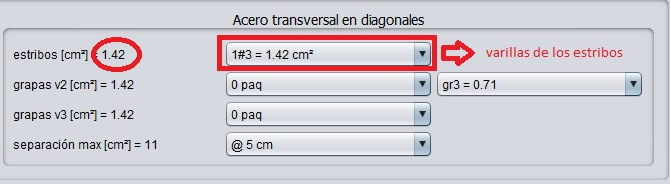 Acero transversal en diagonales
estribos [cm²] = 1.42 1#3 = 1.42 cm² varillas de los estribos
grapas v2 [cm²] = 1.42 0 paq gr3 = 0.71
grapas v3 [cm²] = 1.42 0 paq
separación max [cm²] = 11 @ 5 cm